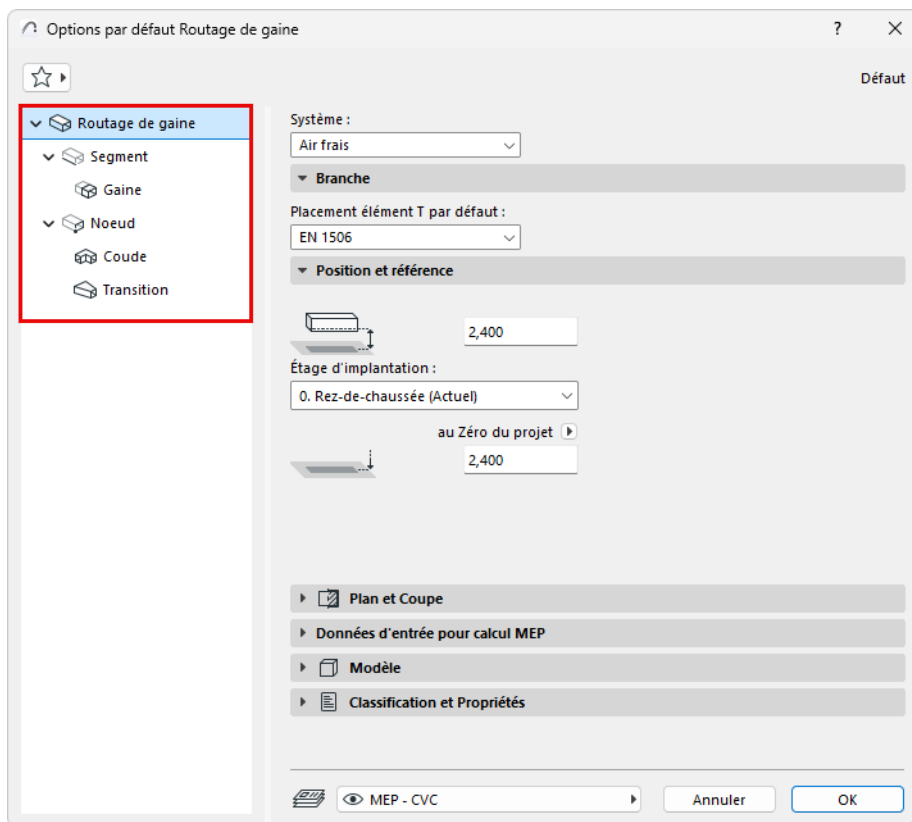 Options par défaut Routage de gaine
?
Défaut
Routage de gaine
Segment
Gaine
Noeud
Coude
Transition
Système :
Air frais
Branche
Placement élément T par défaut :
EN 1506
Position et référence
2,400
Étage d'implantation :
0. Rez-de-chaussée (Actuel)
au Zéro du projet
2,400
Plan et Coupe
Données d'entrée pour calcul MEP
Modèle
Classification et Propriétés
MEP - CVC
Annuler
OK